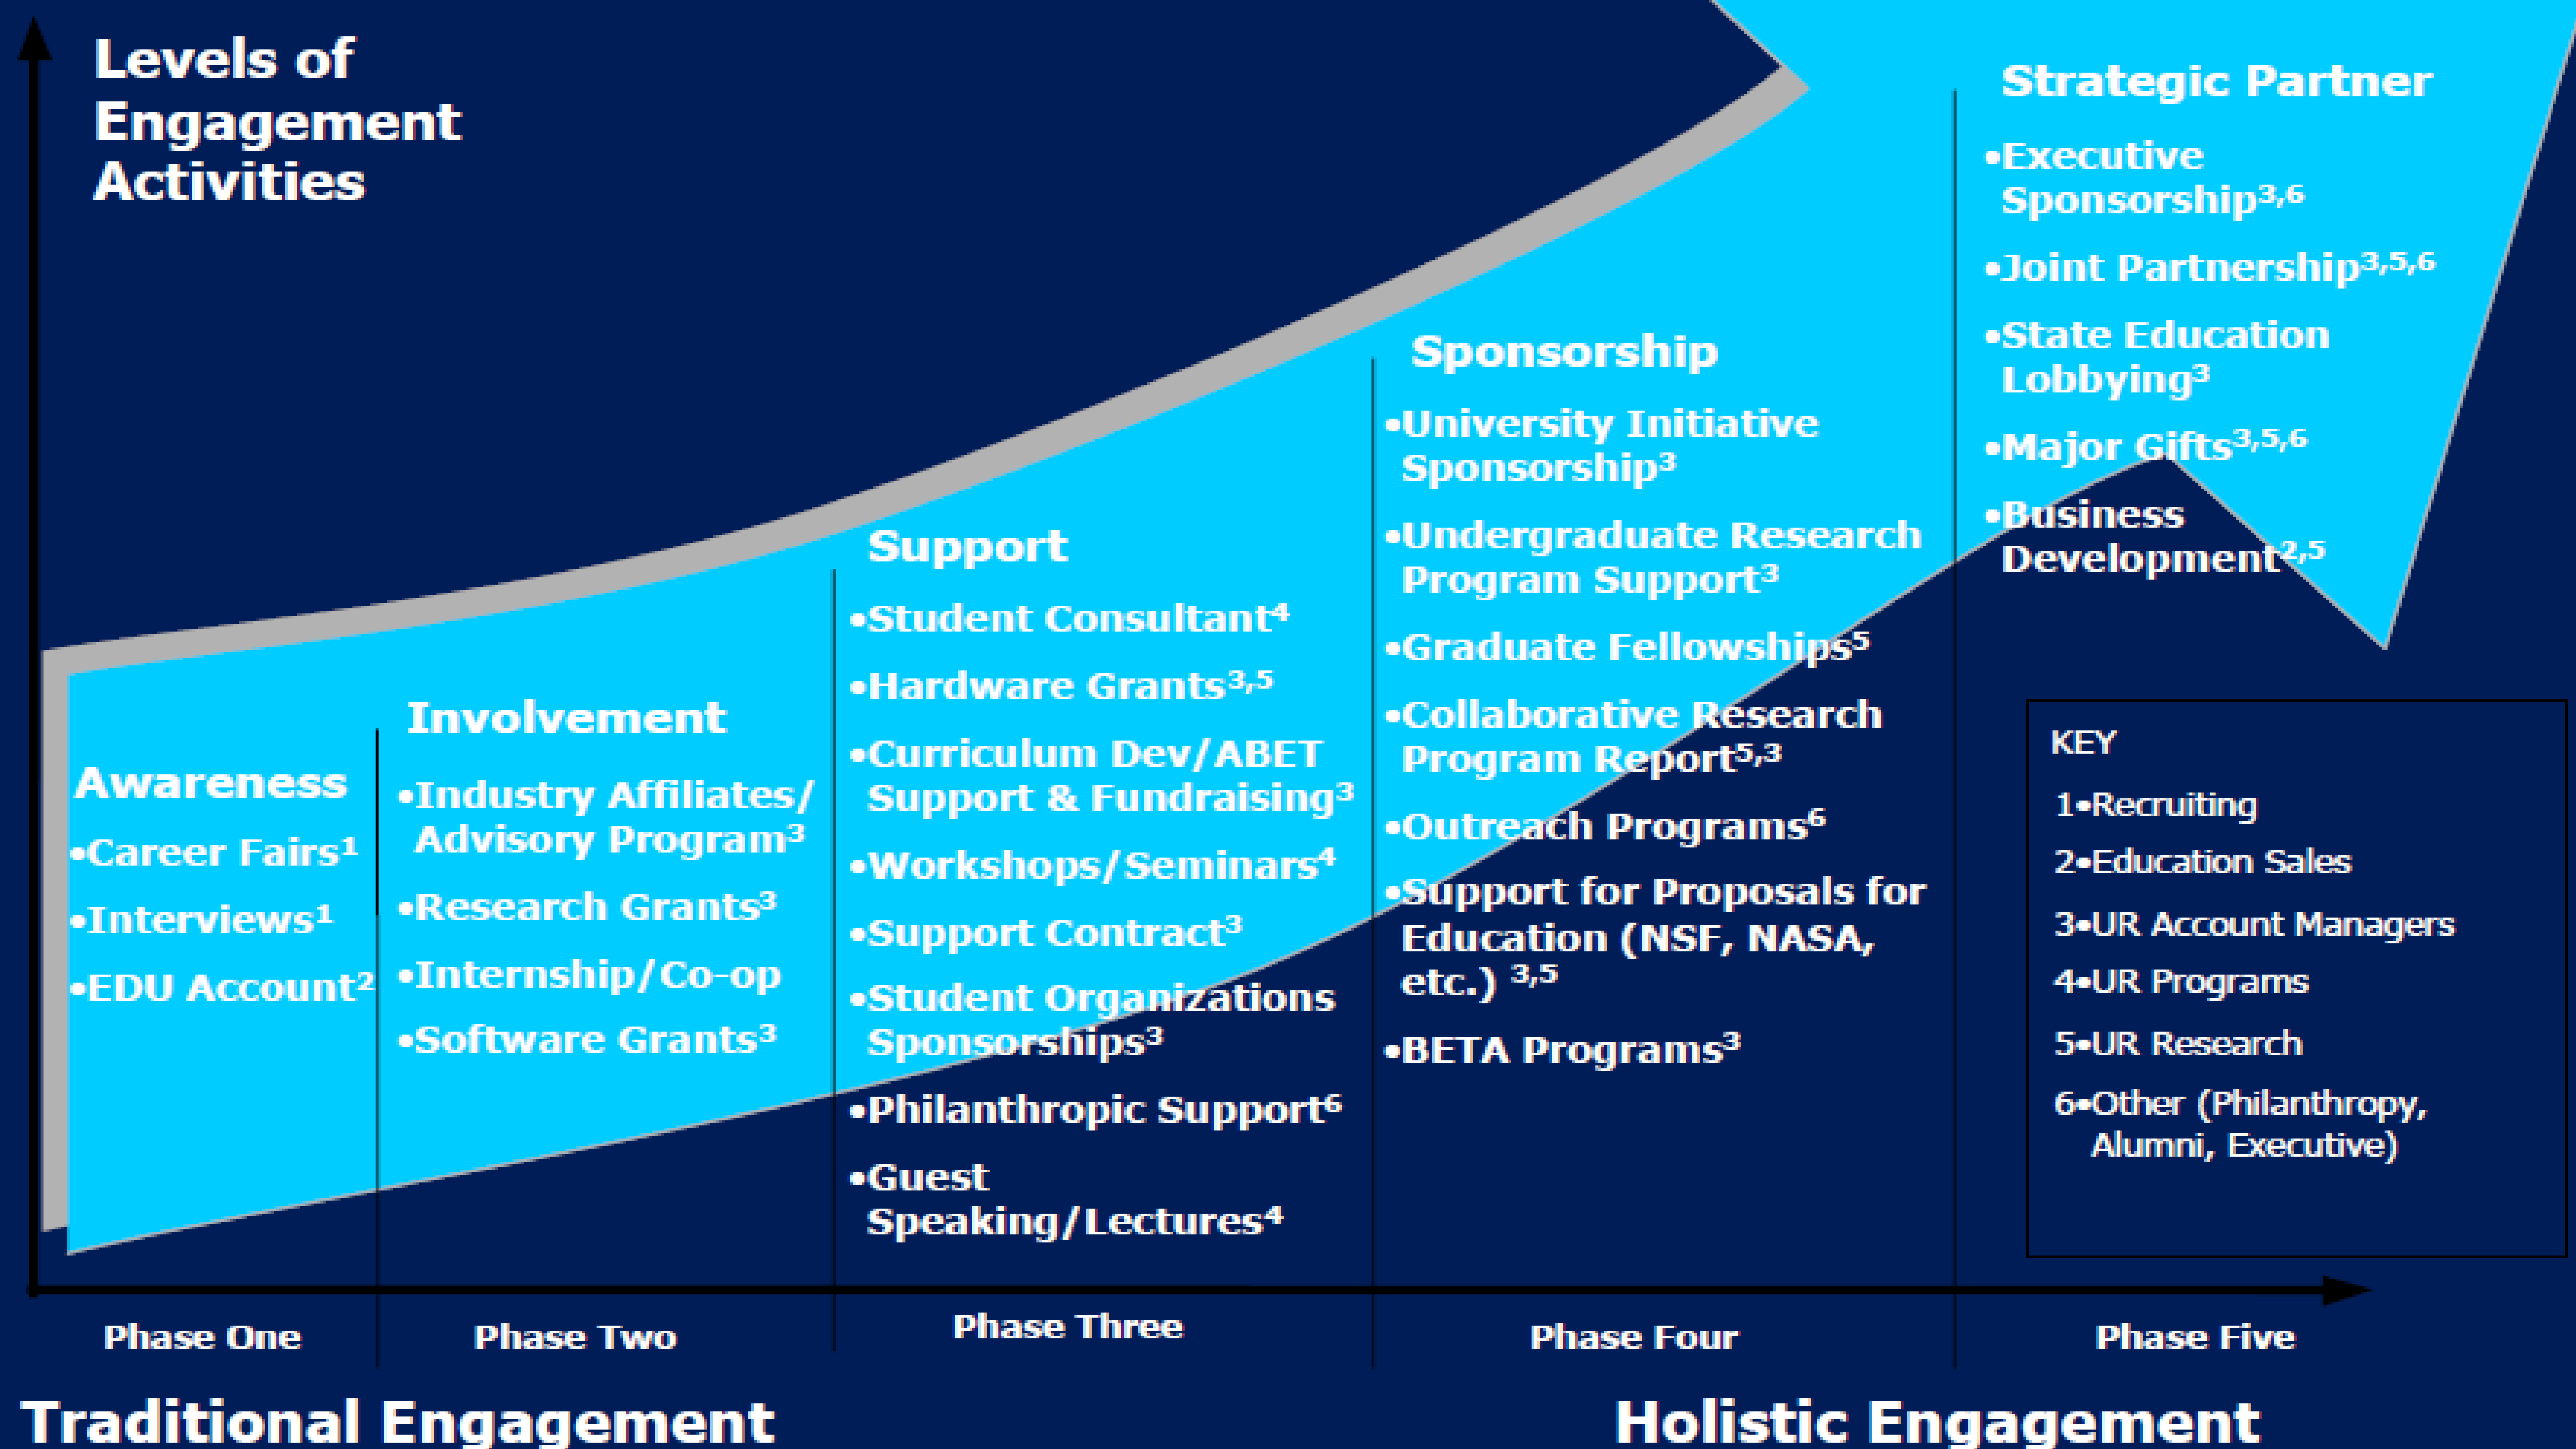 Levels of
Engagement
Activities
Awareness
•Career Fairs¹
•Interviews¹
•EDU Account²
Involvement
•Industry Affiliates/
Advisory Program³
•Research Grants³
•Internship/Co-op
•Software Grants³
Support
•Student Consultant⁴
•Hardware Grants³,⁵
•Curriculum Dev/ABET
Support & Fundraising³
•Workshops/Seminars⁴
•Support Contract³
•Student Organizations
Sponsorships³
•Philanthropic Support⁶
•Guest
Speaking/Lectures⁴
Sponsorship
•University Initiative
Sponsorship³
•Undergraduate Research
Program Support³
•Graduate Fellowships⁵
•Collaborative Research
Program Report⁵,³
•Outreach Programs⁶
•Support for Proposals for
Education (NSF, NASA,
etc.) ³,⁵
•BETA Programs³
Strategic Partner
•Executive
Sponsorship³,⁶
•Joint Partnership³,⁵,⁶
•State Education
Lobbying³
•Major Gifts³,⁵,⁶
•Business
Development²,⁵
KEY
1•Recruiting
2•Education Sales
3•UR Account Managers
4•UR Programs
5•UR Research
6•Other (Philanthropy,
Alumni, Executive)
Phase One
Phase Two
Phase Three
Phase Four
Phase Five
Traditional Engagement
Holistic Engagement